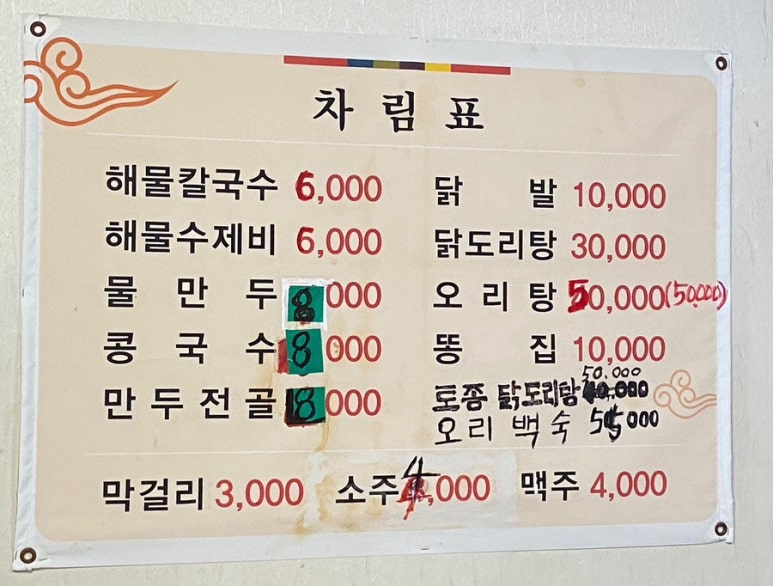 차림표
해물칼국수 6,000
해물수제비 6,000
물만두 8,000
콩국수 8,000
만두전골 8,000
닭발 10,000
닭도리탕 30,000
오리탕 50,000(50,000)
똥집 10,000
토종 닭도리탕 50,000
오리 백숙 55,000
막걸리 3,000 소주 4,000 맥주 4,000